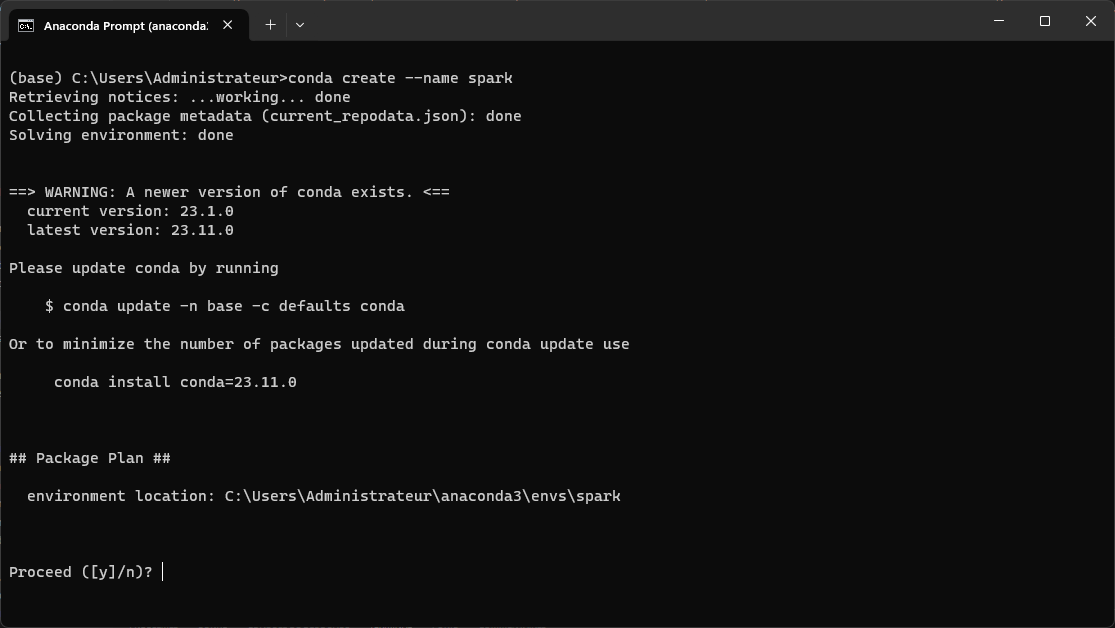 Anaconda Prompt (anaconda:
(base) C:\Users\Administrateur>conda create --name spark
Retrieving notices: ...working... done
Collecting package metadata (current_repodata.json): done
Solving environment: done
==> WARNING: A newer version of conda exists. <==
current version: 23.1.0
latest version: 23.11.0
Please update conda by running
$ conda update -n base -c defaults conda
Or to minimize the number of packages updated during conda update use
conda install conda=23.11.0
## Package Plan ##
environment location: C:\Users\Administrateur\anaconda3\envs\spark
Proceed ([y]/n)?